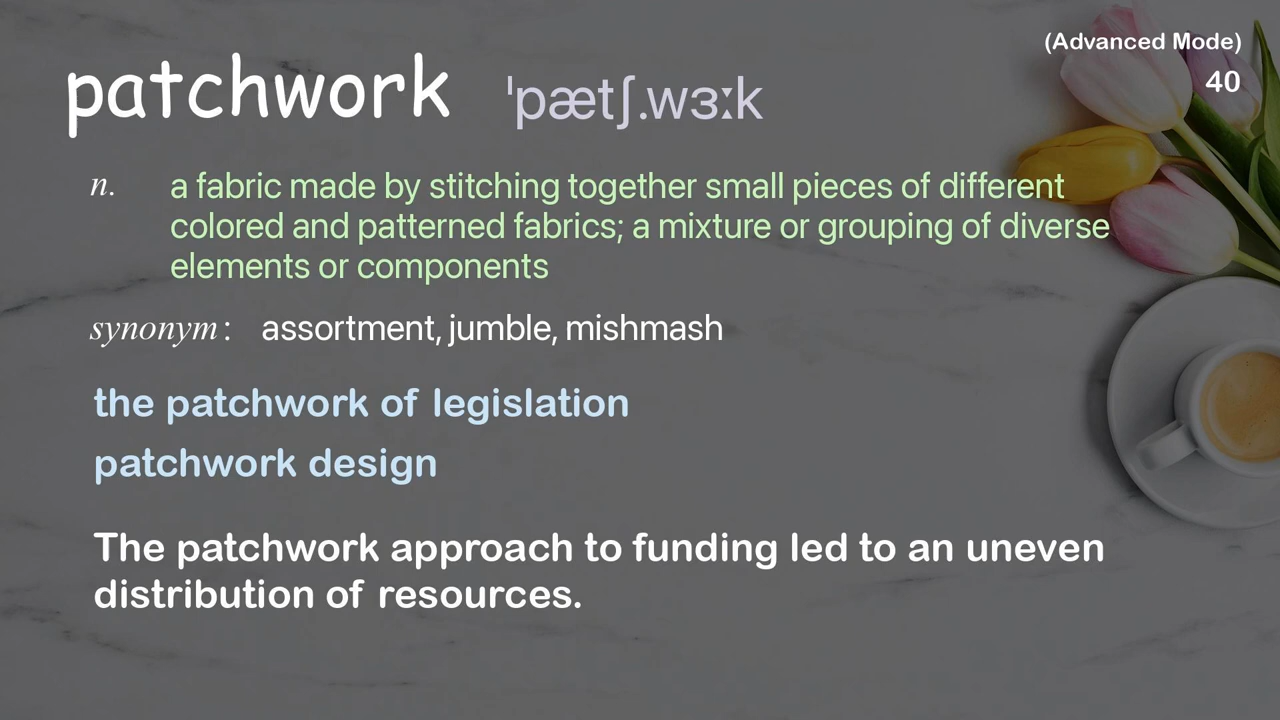 (Advanced Mode)
40
patchwork ˈpætʃ.wɜːk
n. a fabric made by stitching together small pieces of different
colored and patterned fabrics; a mixture or grouping of diverse
elements or components
synonym: assortment, jumble, mishmash
the patchwork of legislation
patchwork design
The patchwork approach to funding led to an uneven
distribution of resources.